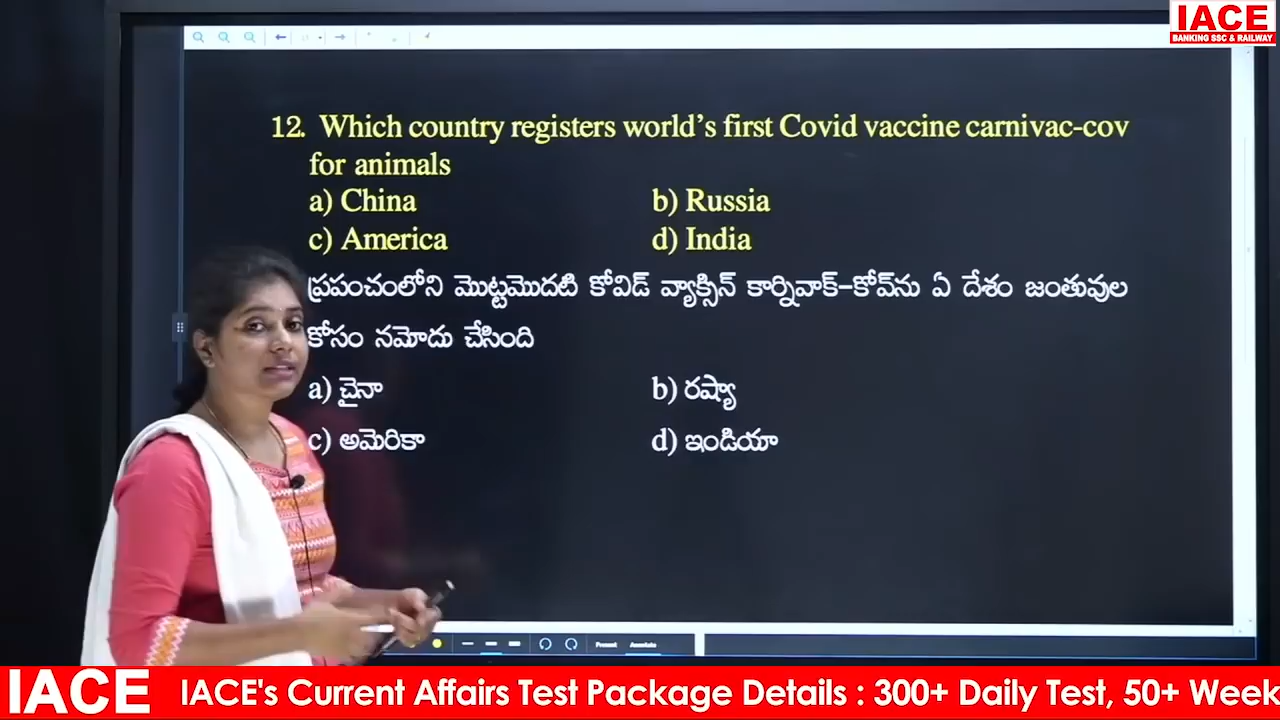 IACE
BANKING SSC & RAILWAY
12. Which country registers world's first Covid vaccine carnivac-cov
for animals
a) China b) Russia
c) America d) India
ప్రపంచంలోని మొట్టమొదటి కోవిడ్ వ్యాక్సిన్ కార్నివాక్-కోవ్‌ను ఏ దేశం జంతువుల
కోసం నమోదు చేసింది
a) చైనా b) రష్యా
c) అమెరికా d) ఇండియా
Present Annotate
IACE IACE's Current Affairs Test Package Details : 300+ Daily Test, 50+ Week